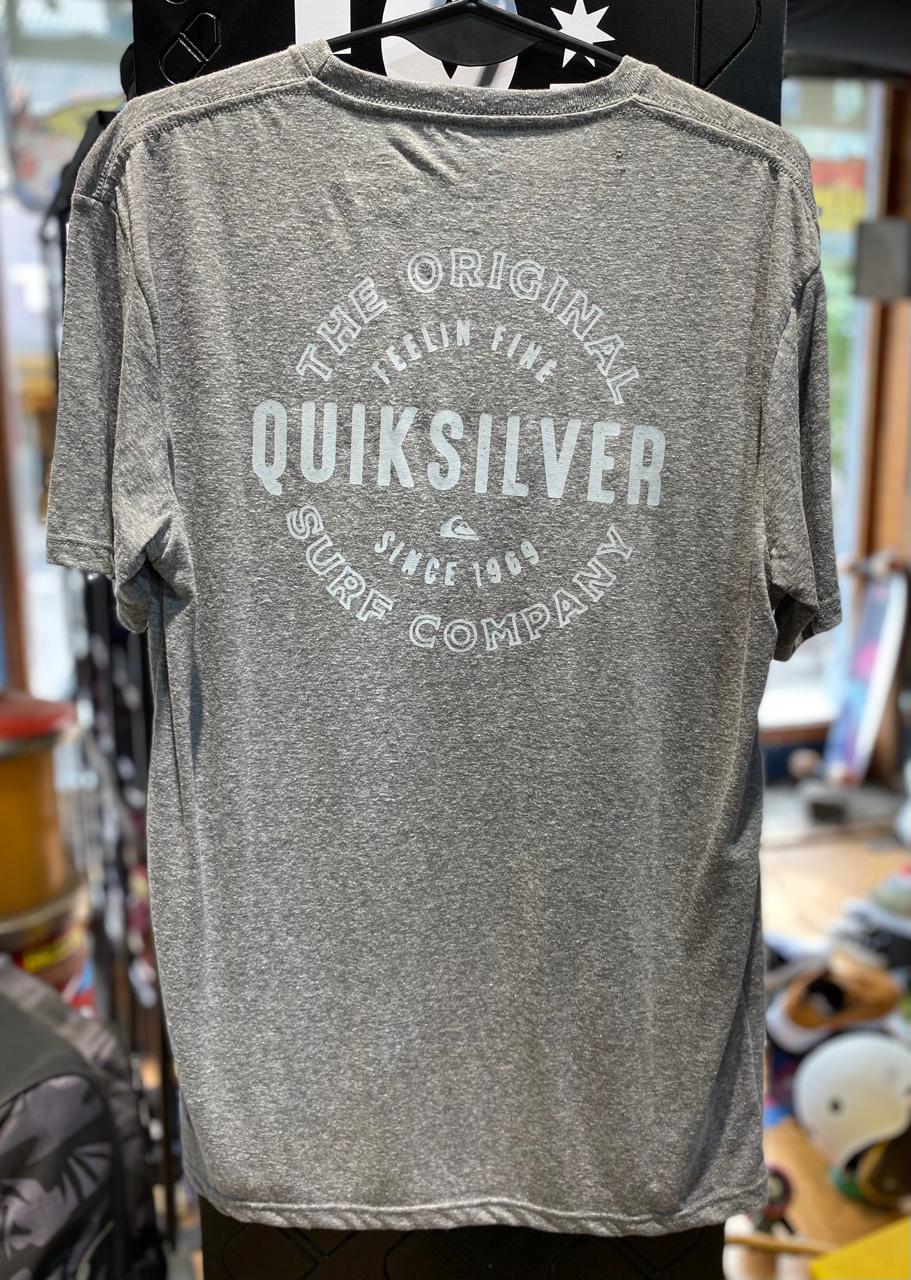 THE ORIGINAL
FEELIN FINE
QUIKSILVER
SINCE 1969
SURF COMPANY